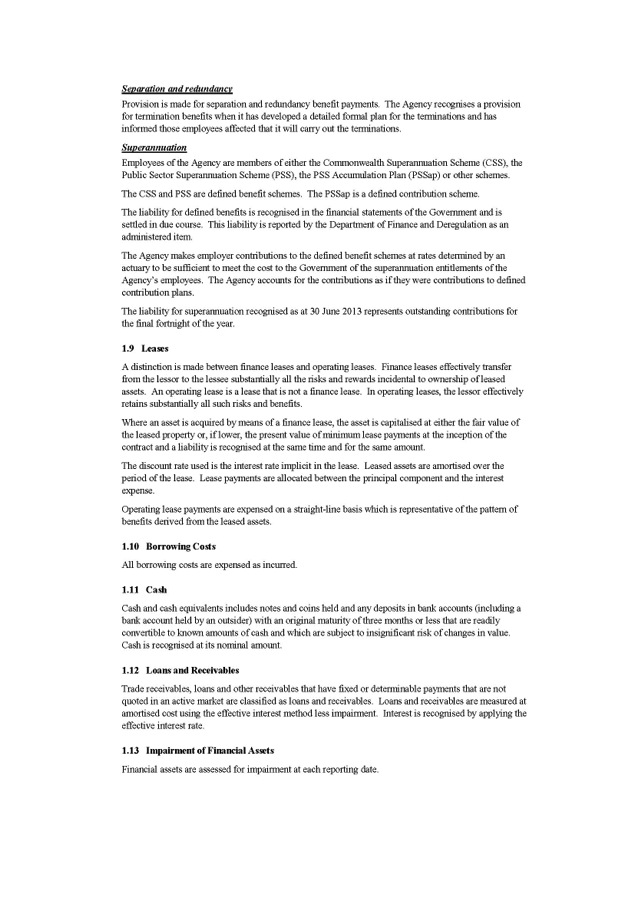 Separation and redundancy
Provision is made for separation and redundancy benefit payments.  The Agency recognises a provision
for termination benefits when it has developed a detailed formal plan for the terminations and has
informed those employees affected that it will carry out the terminations.
Superannuation
Employees of the Agency are members of either the Commonwealth Superannuation Scheme (CSS), the
Public Sector Superannuation Scheme (PSS), the PSS Accumulation Plan (PSSap) or other schemes.
The CSS and PSS are defined benefit schemes.  The PSSap is a defined contribution scheme.
The liability for defined benefits is recognised in the financial statements of the Government and is
settled in due course.  This liability is reported by the Department of Finance and Deregulation as an
administered item.
The Agency makes employer contributions to the defined benefit schemes at rates determined by an
actuary to be sufficient to meet the cost to the Government of the superannuation entitlements of the
Agency's employees.  The Agency accounts for the contributions as if they were contributions to defined
contribution plans.
The liability for superannuation recognised as at 30 June 2013 represents outstanding contributions for
the final fortnight of the year.
1.9   Leases
A distinction is made between finance leases and operating leases.  Finance leases effectively transfer
from the lessor to the lessee substantially all the risks and rewards incidental to ownership of leased
assets.  An operating lease is a lease that is not a finance lease.  In operating leases, the lessor effectively
retains substantially all such risks and benefits.
Where an asset is acquired by means of a finance lease, the asset is capitalised at either the fair value of
the leased property or, if lower, the present value of minimum lease payments at the inception of the
contract and a liability is recognised at the same time and for the same amount.
The discount rate used is the interest rate implicit in the lease.  Leased assets are amortised over the
period of the lease.  Lease payments are allocated between the principal component and the interest
expense.
Operating lease payments are expensed on a straight-line basis which is representative of the pattern of
benefits derived from the leased assets.
1.10   Borrowing Costs
All borrowing costs are expensed as incurred.
1.11   Cash
Cash and cash equivalents includes notes and coins held and any deposits in bank accounts (including a
bank account held by an outsider) with an original maturity of three months or less that are readily
convertible to known amounts of cash and which are subject to insignificant risk of changes in value.
Cash is recognised at its nominal amount.
1.12   Loans and Receivables
Trade receivables, loans and other receivables that have fixed or determinable payments that are not
quoted in an active market are classified as loans and receivables.  Loans and receivables are measured at
amortised cost using the effective interest method less impairment.  Interest is recognised by applying the
effective interest rate.
1.13   Impairment of Financial Assets
Financial assets are assessed for impairment at each reporting date.